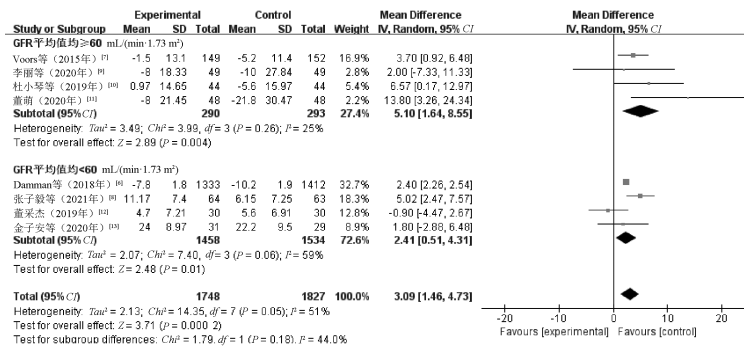 Experimental Control Mean Difference Mean Difference
Study or Subgroup Mean SD Total Mean SD Total Weight IV, Random, 95% CI IV, Random, 95% CI
GFR平均值均≥60 mL/(min·1.73 m²)
Voors等（2015年）[7] -1.5 13.1 149 -5.2 11.4 152 16.9% 3.70 [0.92, 6.48]
李丽等（2020年）[9] -8 18.33 49 -10 27.84 49 2.8% 2.00 [-7.33, 11.33]
杜小琴等（2019年）[10] 0.97 14.65 44 -5.6 15.97 44 5.4% 6.57 [0.17, 12.97]
董萌（2020年）[11] -8 21.45 48 -21.8 30.47 48 2.3% 13.80 [3.26, 24.34]
Subtotal (95%CI) 290 293 27.4% 5.10 [1.64, 8.55]
Heterogeneity: Tau² = 3.49; Chi² = 3.99, df = 3 (P = 0.26); I² = 25%
Test for overall effect: Z = 2.89 (P = 0.004)
GFR平均值均<60 mL/(min·1.73 m²)
Damman等（2018年）[6] -7.8 1.8 1333 -10.2 1.9 1412 32.7% 2.40 [2.26, 2.54]
张子毅等（2021年）[8] 11.17 7.4 64 6.15 7.25 63 18.3% 5.02 [2.47, 7.57]
董采杰（2019年）[12] 4.7 7.21 30 5.6 6.91 30 12.8% -0.90 [-4.47, 2.67]
金子安等（2020年）[13] 24 8.97 31 22.2 9.5 29 8.9% 1.80 [-2.88, 6.48]
Subtotal (95% CI) 1458 1534 72.6% 2.41 [0.51, 4.31]
Heterogeneity: Tau² = 2.07; Chi² = 7.40, df = 3 (P = 0.06); I² = 59%
Test for overall effect: Z = 2.48 (P = 0.01)
Total (95% CI) 1748 1827 100.0% 3.09 [1.46, 4.73]
Heterogeneity: Tau² = 2.13; Chi² = 14.35, df = 7 (P = 0.05); I² = 51%
Test for overall effect: Z = 3.71 (P = 0.000 2)
Test for subgroup differences: Chi² = 1.79, df = 1 (P = 0.18), I² = 44.0%
-20 -10 0 10 20
Favours [experimental] Favours [control]